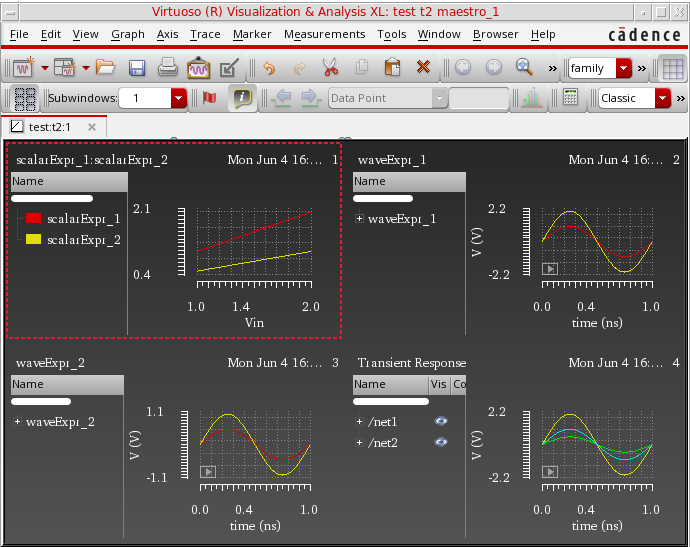 Virtuoso (R) Visualization & Analysis XL: test t2 maestro_1
File Edit View Graph Axis Trace Marker Measurements Tools Window Browser Help cādence
» family »
Subwindows: 1 Data Point Classic »
test:t2:1
scalarExpr_1:scalarExpr_2 Mon Jun 4 16:... 1
Name
scalarExpr_1
scalarExpr_2
2.1
0.4
1.0 1.4 2.0
Vin
waveExpr_1 Mon Jun 4 16:... 2
Name
waveExpr_1
V (V)
2.2
-2.2
0.0 0.4 1.0
time (ns)
waveExpr_2 Mon Jun 4 16:... 3
Name
waveExpr_2
V (V)
1.1
-1.1
0.0 0.4 1.0
time (ns)
Transient Response Mon Jun 4 16:... 4
Name Vis Co
/net1
/net2
V (V)
2.2
-2.2
0.0 0.4 1.0
time (ns)